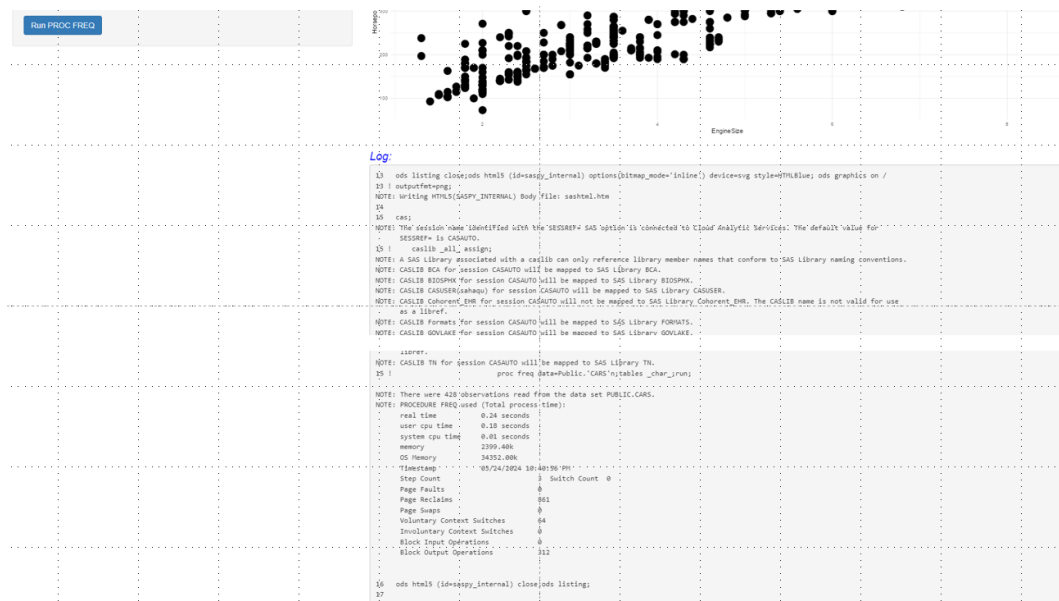 Run PROC FREQ
Horsepo
300
200
100
2
4
6
8
EngineSize
Log:
13 ods listing close;ods html5 (id=saspy_internal) options(bitmap_mode='inline') device=svg style=HTMLBlue; ods graphics on /
13 ! outputfmt=png;
NOTE: Writing HTML5(SASPY_INTERNAL) Body file: sashtml.htm
14
15 cas;
NOTE: The session name identified with the SESSREF= SAS option is connected to Cloud Analytic Services. The default value for
SESSREF= is CASAUTO.
15 ! caslib _all_ assign;
NOTE: A SAS Library associated with a caslib can only reference library member names that conform to SAS Library naming conventions.
NOTE: CASLIB BCA for session CASAUTO will be mapped to SAS Library BCA.
NOTE: CASLIB BIOSPHX for session CASAUTO will be mapped to SAS Library BIOSPHX.
NOTE: CASLIB CASUSER(sahaqu) for session CASAUTO will be mapped to SAS Library CASUSER.
NOTE: CASLIB Cohorent_EHR for session CASAUTO will not be mapped to SAS Library Cohorent_EHR. The CASLIB name is not valid for use
as a libref.
NOTE: CASLIB Formats for session CASAUTO will be mapped to SAS Library FORMATS.
NOTE: CASLIB GOVLAKE for session CASAUTO will be mapped to SAS Library GOVLAKE.
libref.
NOTE: CASLIB TN for session CASAUTO will be mapped to SAS Library TN.
15 ! proc freq data=Public.'CARS'n;tables _char_;run;
NOTE: There were 428 observations read from the data set PUBLIC.CARS.
NOTE: PROCEDURE FREQ used (Total process time):
real time 0.24 seconds
user cpu time 0.18 seconds
system cpu time 0.01 seconds
memory 2399.40k
OS Memory 34352.00k
Timestamp 05/24/2024 10:40:56 PM
Step Count 3 Switch Count 0
Page Faults 0
Page Reclaims 861
Page Swaps 0
Voluntary Context Switches 64
Involuntary Context Switches 0
Block Input Operations 0
Block Output Operations 312
16 ods html5 (id=saspy_internal) close;ods listing;
17